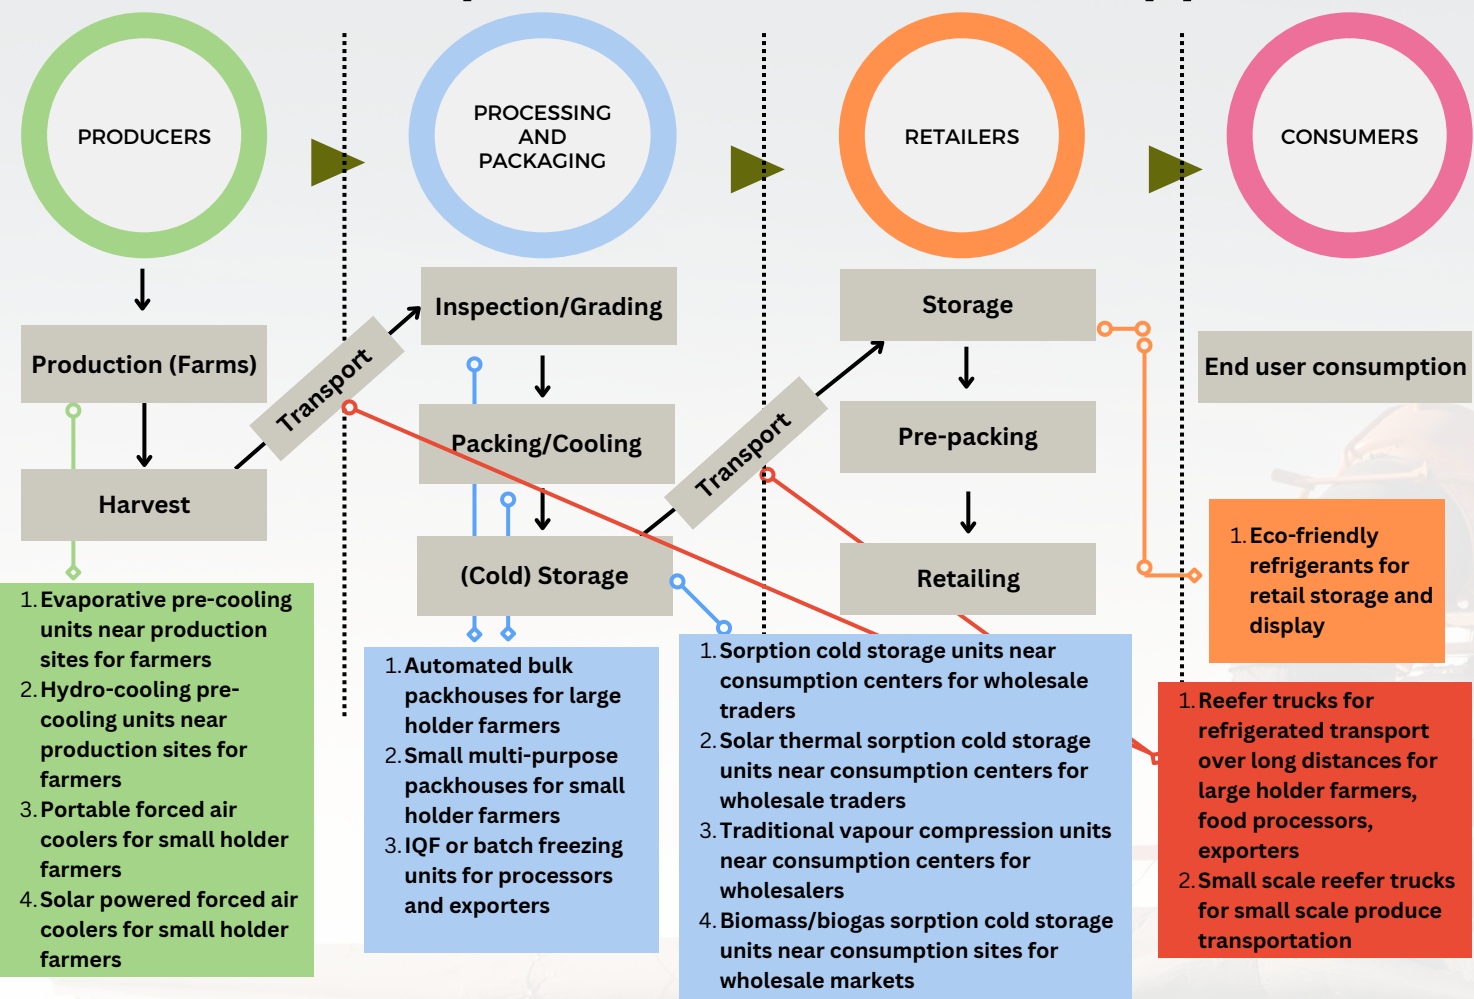 PRODUCERS
PROCESSING
AND
PACKAGING
RETAILERS
CONSUMERS
Production (Farms)
Harvest
Transport
Inspection/Grading
Packing/Cooling
(Cold) Storage
Transport
Storage
Pre-packing
Retailing
End user consumption
1. Evaporative pre-cooling
units near production
sites for farmers
2. Hydro-cooling pre-
cooling units near
production sites for
farmers
3. Portable forced air
coolers for small holder
farmers
4. Solar powered forced air
coolers for small holder
farmers
1. Automated bulk
packhouses for large
holder farmers
2. Small multi-purpose
packhouses for small
holder farmers
3. IQF or batch freezing
units for processors
and exporters
1. Sorption cold storage units near
consumption centers for wholesale
traders
2. Solar thermal sorption cold storage
units near consumption centers for
wholesale traders
3. Traditional vapour compression units
near consumption centers for
wholesalers
4. Biomass/biogas sorption cold storage
units near consumption sites for
wholesale markets
1. Eco-friendly
refrigerants for
retail storage and
display
1. Reefer trucks for
refrigerated transport
over long distances for
large holder farmers,
food processors,
exporters
2. Small scale reefer trucks
for small scale produce
transportation